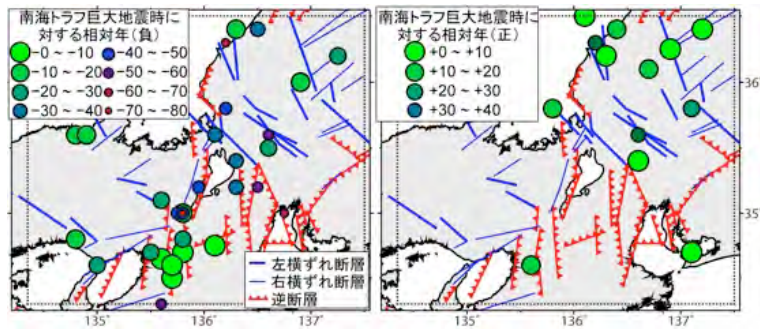 南海トラフ巨大地震時に
対する相対年(負)
-0 ~ -10
-10 ~ -20
-20 ~ -30
-30 ~ -40
-40 ~ -50
-50 ~ -60
-60 ~ -70
-70 ~ -80
左横ずれ断層
右横ずれ断層
逆断層
135˚
136˚
137˚
南海トラフ巨大地震時に
対する相対年(正)
+0 ~ +10
+10 ~ +20
+20 ~ +30
+30 ~ +40
36˚
35˚
135˚
136˚
137˚